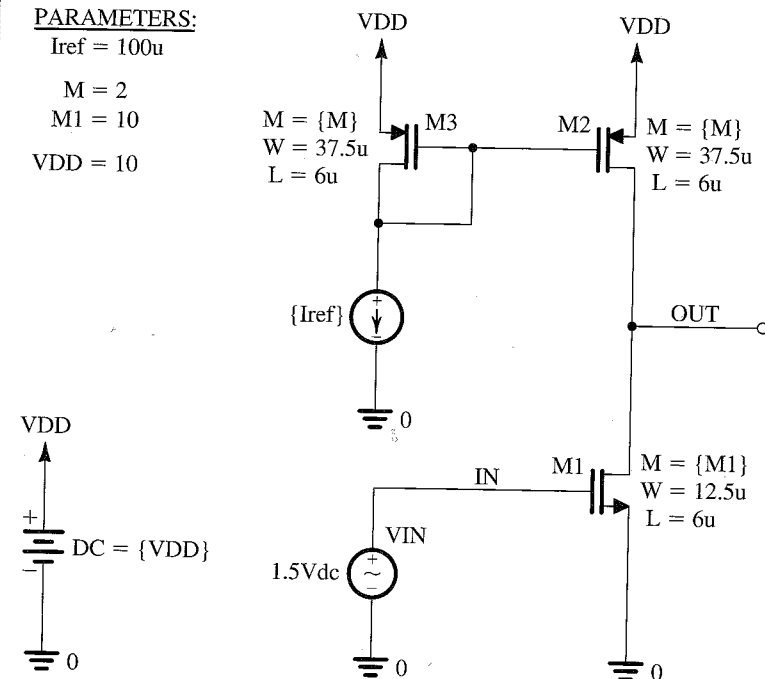 PARAMETERS:
Iref = 100u
M = 2
M1 = 10
VDD = 10
VDD
VDD
M = {M}
W = 37.5u
L = 6u
M3
M2
M = {M}
W = 37.5u
L = 6u
{Iref}
+
-
0
OUT
VDD
+
-
DC = {VDD}
0
IN
VIN
1.5Vdc
+
~
-
0
M1
M = {M1}
W = 12.5u
L = 6u
0